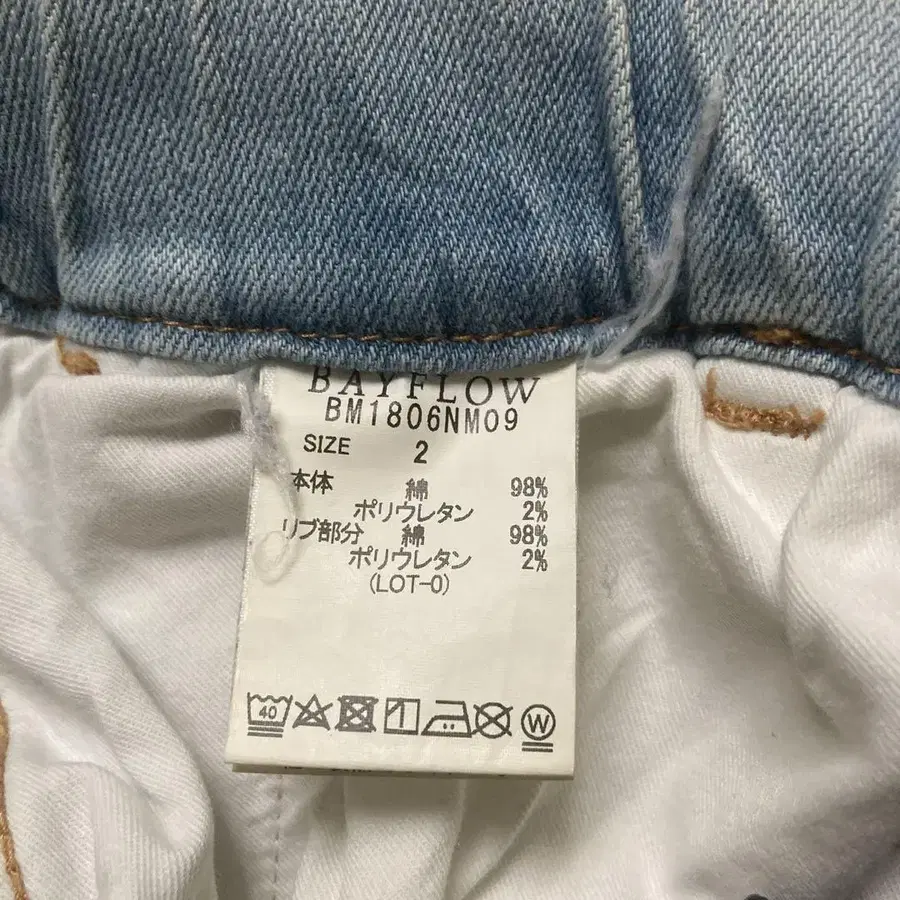 BAYFLOW
BM1806NM09
SIZE 2
本体 綿 98%
ポリウレタン 2%
リブ部分 綿 98%
ポリウレタン 2%
(LOT-0)
40
W